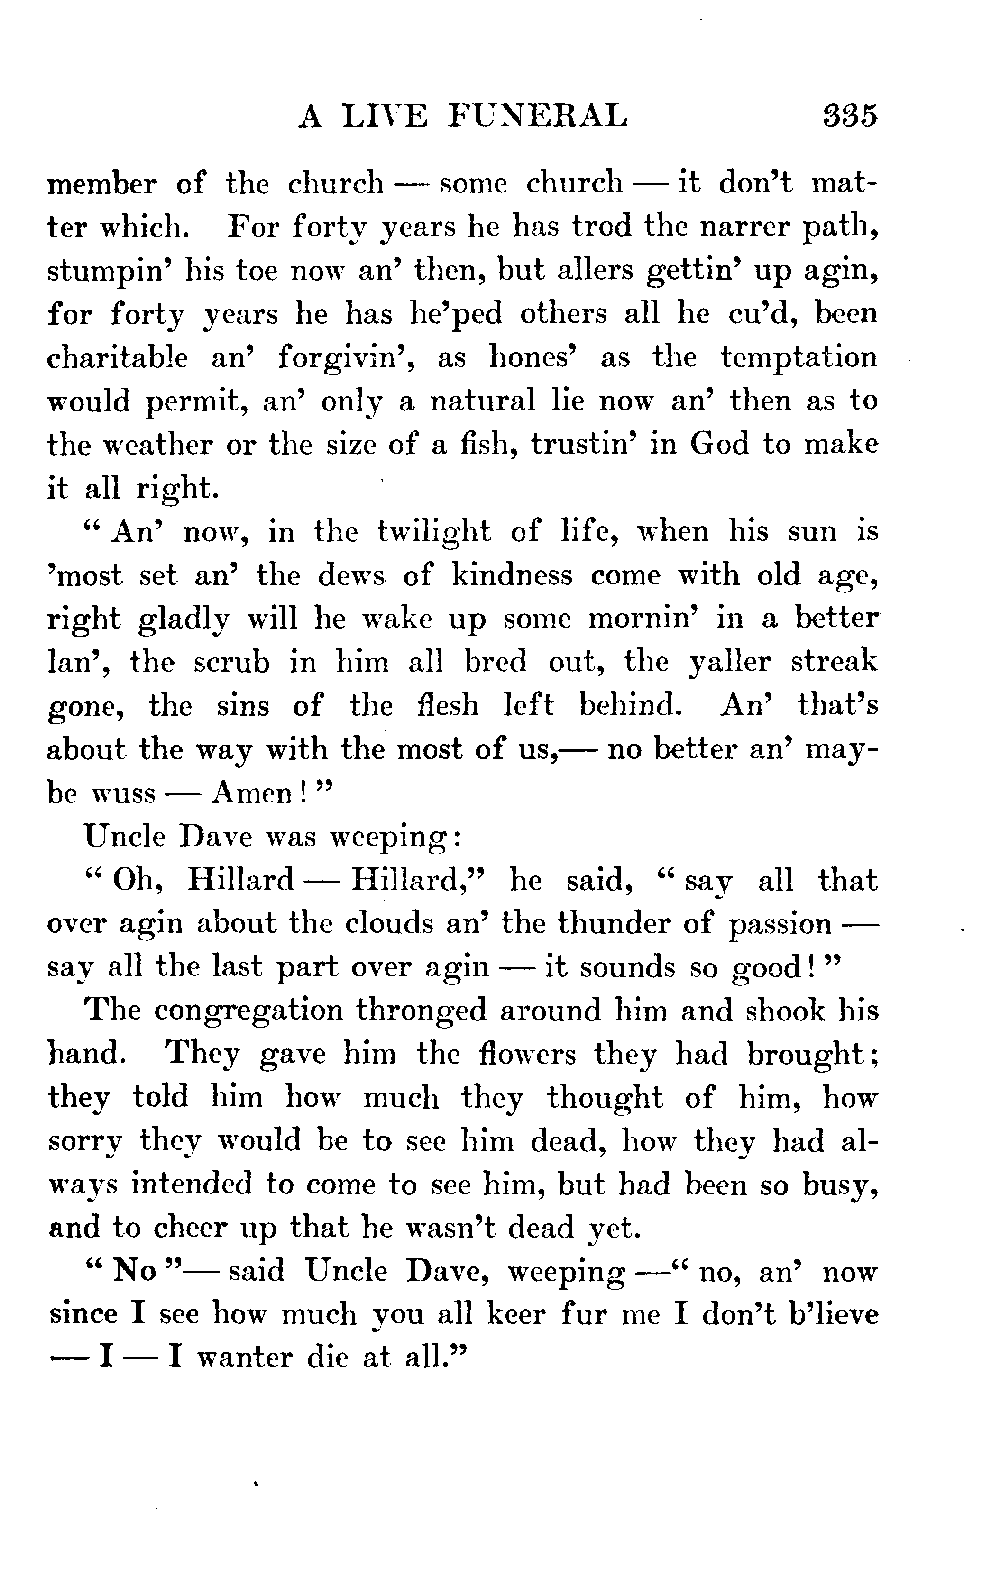 A LIVE FUNERAL 335
member of the church — some church — it don't mat-
ter which. For forty years he has trod the narrer path,
stumpin' his toe now an' then, but allers gettin' up agin,
for forty years he has he'ped others all he cu'd, been
charitable an' forgivin', as hones' as the temptation
would permit, an' only a natural lie now an' then as to
the weather or the size of a fish, trustin' in God to make
it all right.
" An' now, in the twilight of life, when his sun is
'most set an' the dews of kindness come with old age,
right gladly will he wake up some mornin' in a better
lan', the scrub in him all bred out, the yaller streak
gone, the sins of the flesh left behind. An' that's
about the way with the most of us,— no better an' may-
be wuss — Amen ! "
Uncle Dave was weeping:
" Oh, Hillard — Hillard," he said, " say all that
over agin about the clouds an' the thunder of passion —
say all the last part over agin — it sounds so good! "
The congregation thronged around him and shook his
hand. They gave him the flowers they had brought;
they told him how much they thought of him, how
sorry they would be to see him dead, how they had al-
ways intended to come to see him, but had been so busy,
and to cheer up that he wasn't dead yet.
" No "— said Uncle Dave, weeping —" no, an' now
since I see how much you all keer fur me I don't b'lieve
— I — I wanter die at all."